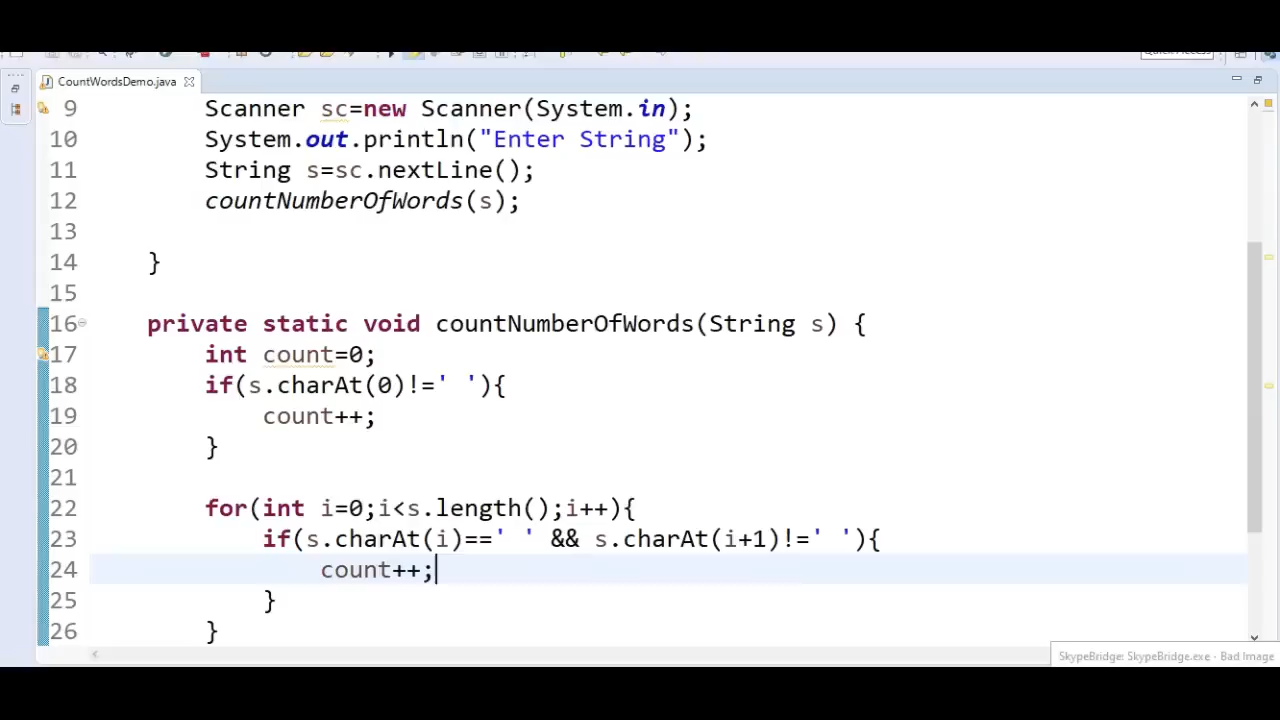 Quick Access
CountWordsDemo.java
9 Scanner sc=new Scanner(System.in);
10 System.out.println("Enter String");
11 String s=sc.nextLine();
12 countNumberOfWords(s);
13
14 }
15
16 private static void countNumberOfWords(String s) {
17 int count=0;
18 if(s.charAt(0)!=' '){
19 count++;
20 }
21
22 for(int i=0;i<s.length();i++){
23 if(s.charAt(i)==' ' && s.charAt(i+1)!=' '){
24 count++;
25 }
26 }
SkypeBridge: SkypeBridge.exe - Bad Image